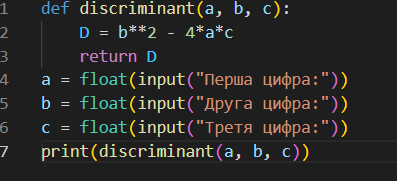 1 def discriminant(a, b, c):
2     D = b**2 - 4*a*c
3     return D
4 a = float(input("Перша цифра:"))
5 b = float(input("Друга цифра:"))
6 c = float(input("Третя цифра:"))
7 print(discriminant(a, b, c))